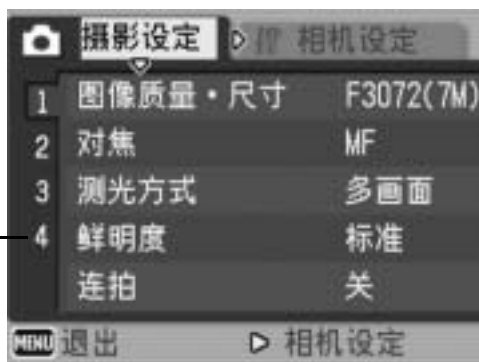 摄影设定 相机设定
1 图像质量·尺寸 F3072(7M)
2 对焦 MF
3 测光方式 多画面
4 鲜明度 标准
连拍 关
MENU 退出 相机设定